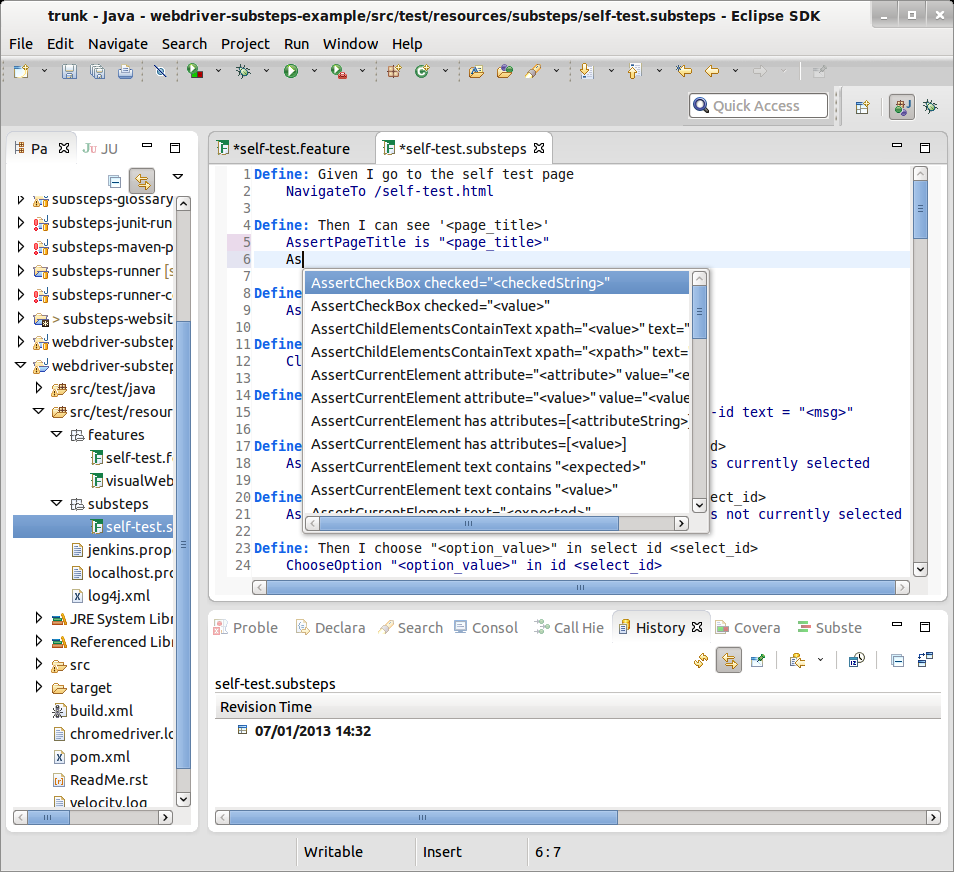 trunk - Java - webdriver-substeps-example/src/test/resources/substeps/self-test.substeps - Eclipse SDK
File Edit Navigate Search Project Run Window Help
Quick Access
Pa JU
substeps-glossary
substeps-junit-run
substeps-maven-p
substeps-runner [s
substeps-runner-c
> substeps-websit
webdriver-substep
webdriver-substep
src/test/java
src/test/resour
features
self-test.f
visualWeb
substeps
self-test.s
jenkins.prop
localhost.pro
log4j.xml
JRE System Libr
Referenced Libr
src
target
build.xml
chromedriver.lo
pom.xml
ReadMe.rst
velocity.log
*self-test.feature *self-test.substeps
1 Define: Given I go to the self test page
2 NavigateTo /self-test.html
3
4 Define: Then I can see '<page_title>'
5 AssertPageTitle is "<page_title>"
6 As
7
8 Define
9 As
10
11 Define
12 Cl
13
14 Define
15 -id text = "<msg>"
16
17 Define d>
18 As s currently selected
19
20 Define ect_id>
21 As s not currently selected
22
23 Define: Then I choose "<option_value>" in select id <select_id>
24 ChooseOption "<option_value>" in id <select_id>
AssertCheckBox checked="<checkedString>"
AssertCheckBox checked="<value>"
AssertChildElementsContainText xpath="<value>" text="
AssertChildElementsContainText xpath="<xpath>" text=
AssertCurrentElement attribute="<attribute>" value="<e
AssertCurrentElement attribute="<value>" value="<value
AssertCurrentElement has attributes=[<attributeString>]
AssertCurrentElement has attributes=[<value>]
AssertCurrentElement text contains "<expected>"
AssertCurrentElement text contains "<value>"
AssertCurrentElement text="<expected>"
Proble Declara Search Consol Call Hie History Covera Subste
self-test.substeps
Revision Time
07/01/2013 14:32
Writable Insert 6 : 7